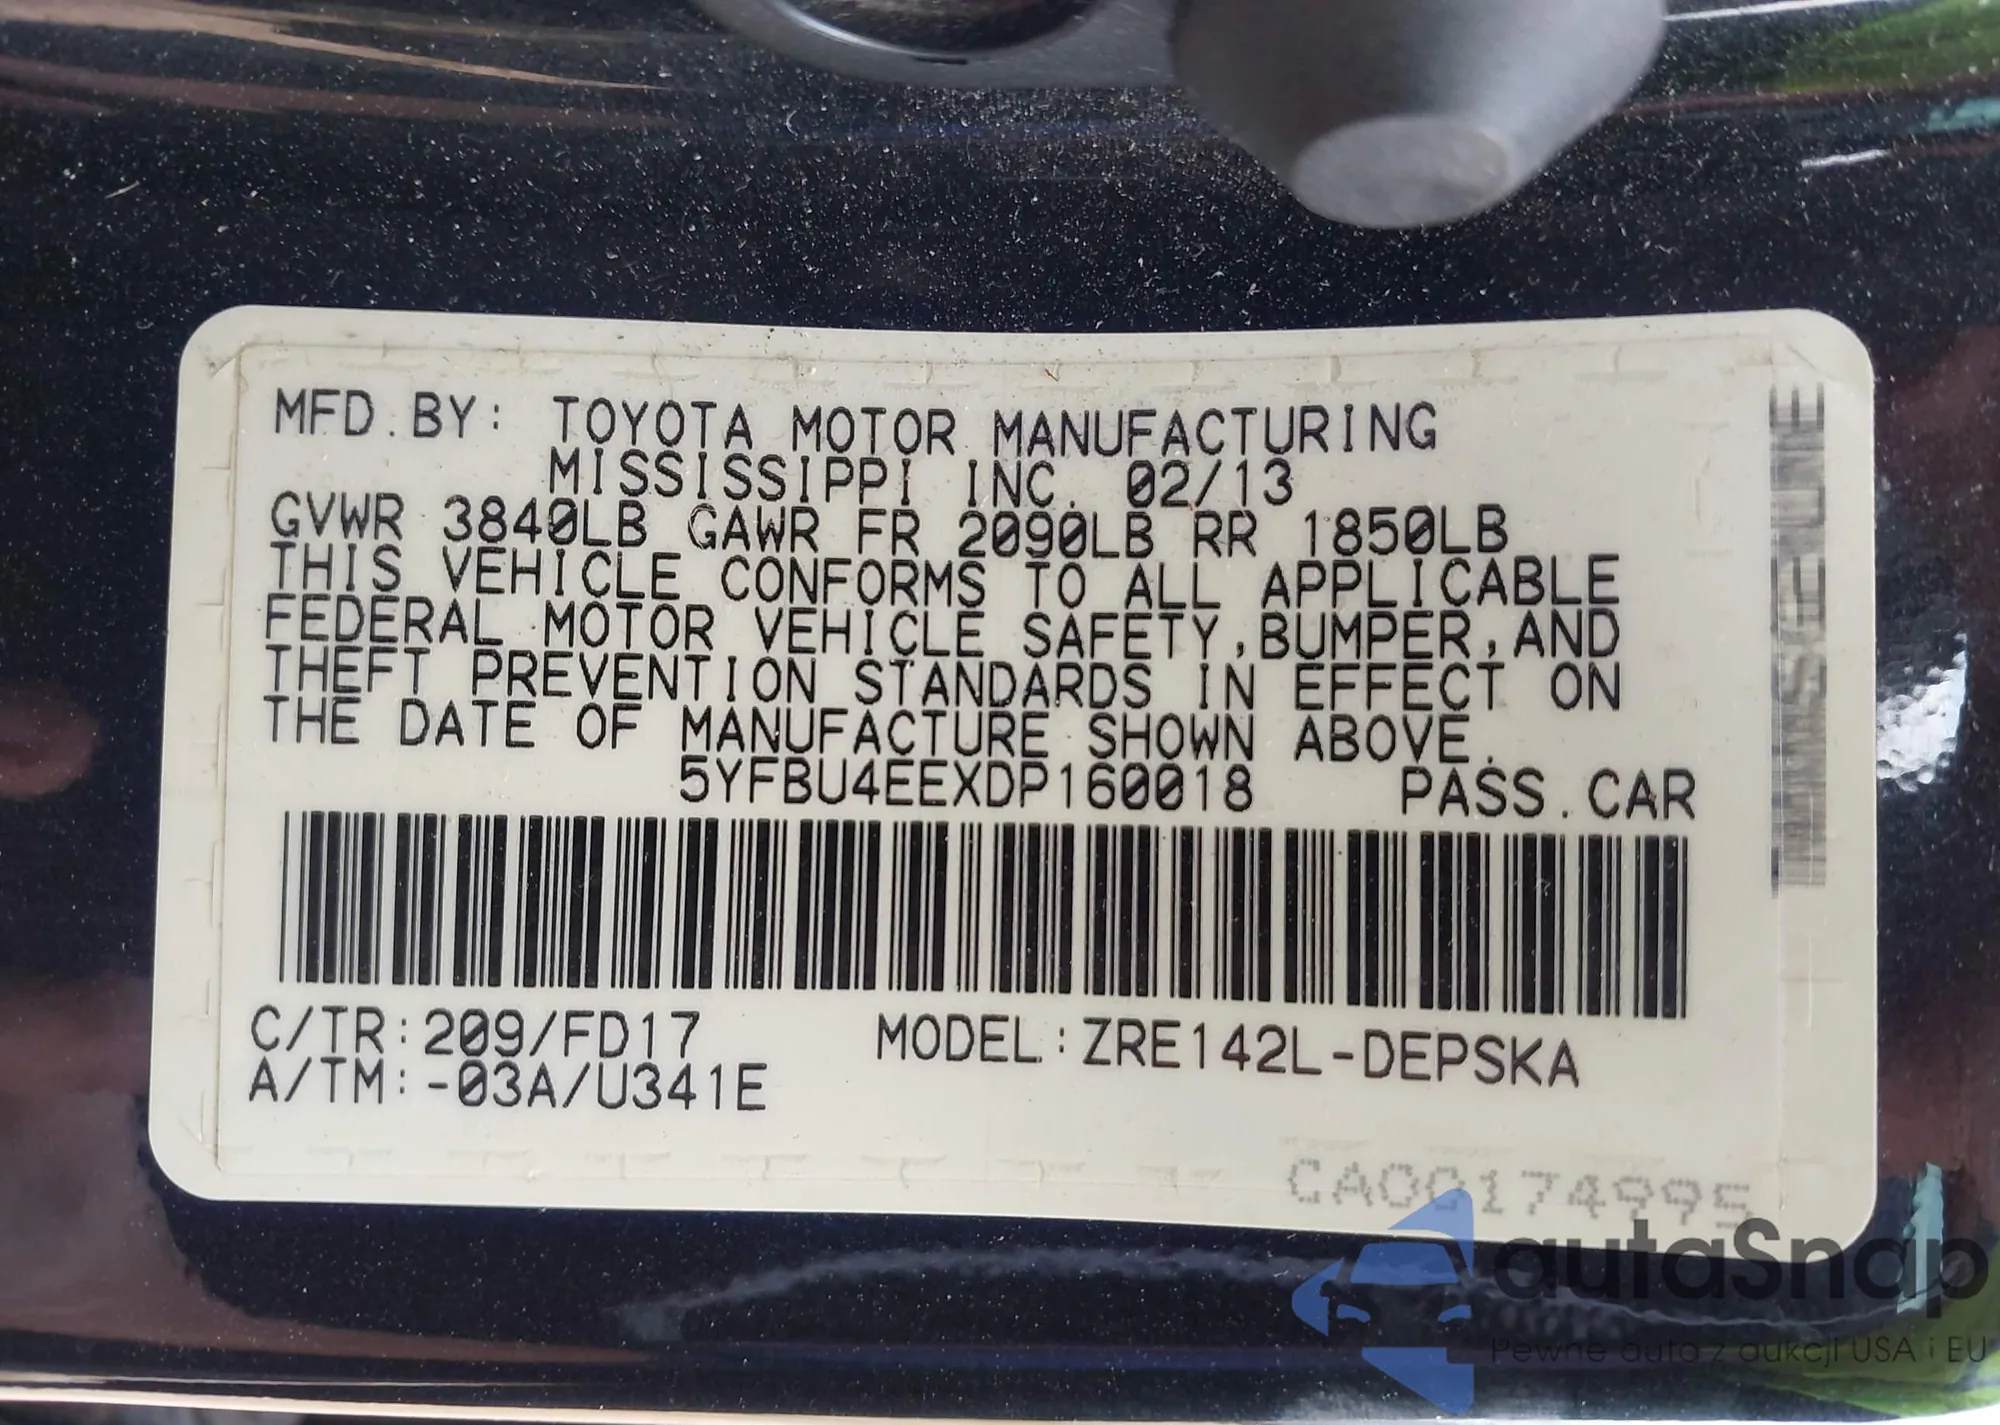 MFD.BY: TOYOTA MOTOR MANUFACTURING
MISSISSIPPI INC. 02/13
GVWR 3840LB GAWR FR 2090LB RR 1850LB
THIS VEHICLE CONFORMS TO ALL APPLICABLE
FEDERAL MOTOR VEHICLE SAFETY,BUMPER,AND
THEFT PREVENTION STANDARDS IN EFFECT ON
THE DATE OF MANUFACTURE SHOWN ABOVE.
5YFBU4EEXDP160018 PASS.CAR
C/TR:209/FD17 MODEL:ZRE142L-DEPSKA
A/TM:-03A/U341E
CA00174995
autaSnap
Pewne auta z aukcji USA i EU